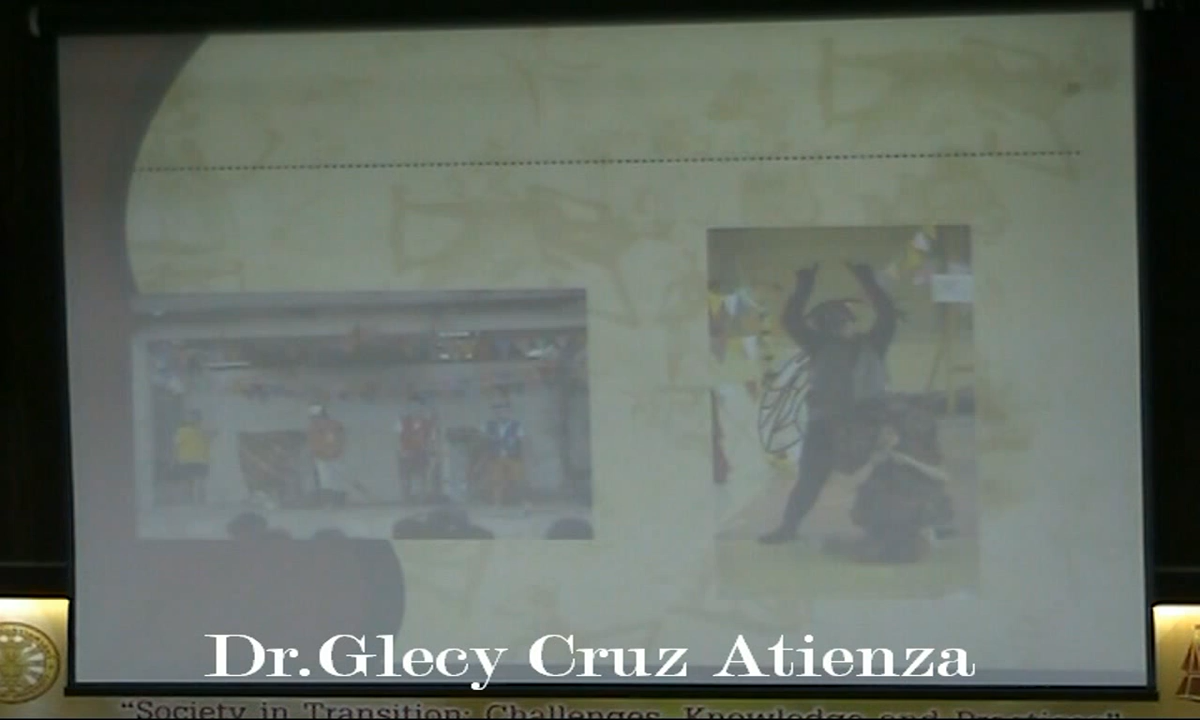 Dr.Glecy Cruz Atienza
"Society in Transition: Challenges, Knowledge and Practices"